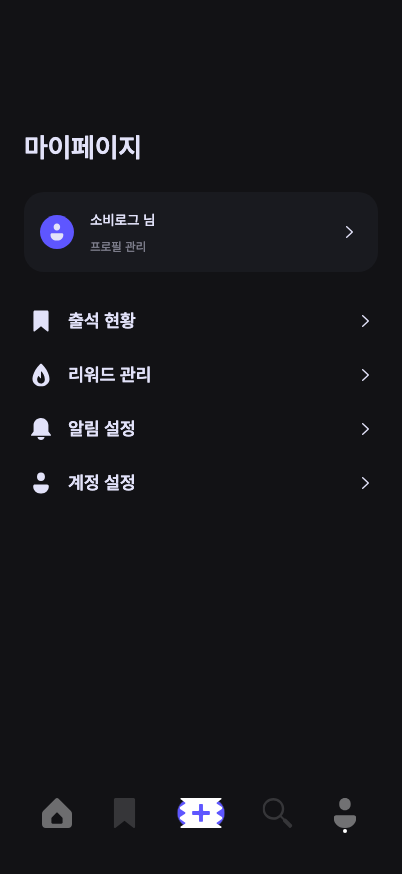 마이페이지
소비로그 님
프로필 관리
출석 현황
리워드 관리
알림 설정
계정 설정